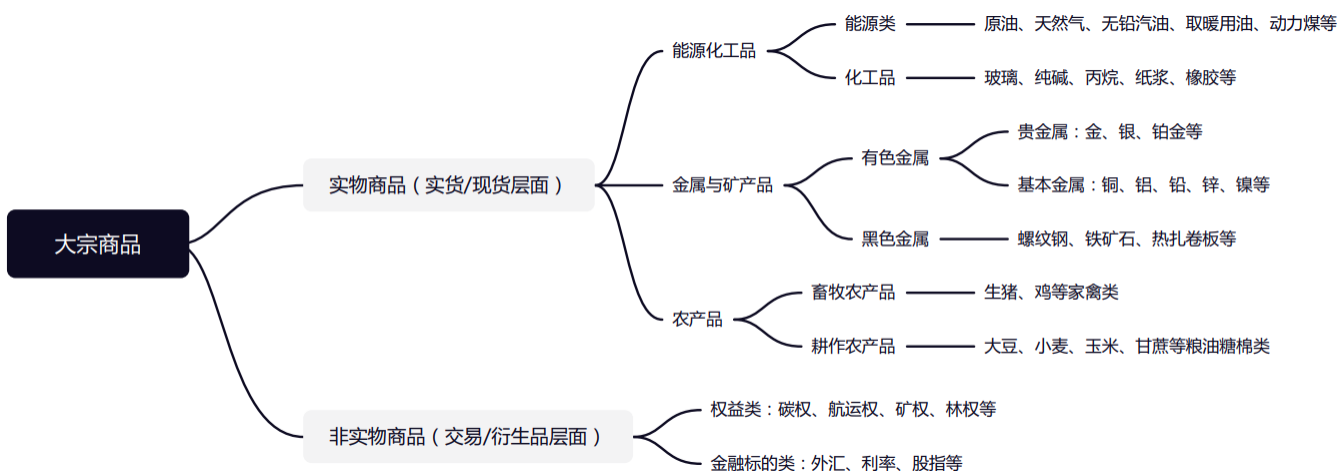 大宗商品
实物商品（实货/现货层面）
能源化工品
能源类
原油、天然气、无铅汽油、取暖用油、动力煤等
化工品
玻璃、纯碱、丙烷、纸浆、橡胶等
金属与矿产品
有色金属
贵金属：金、银、铂金等
基本金属：铜、铝、铅、锌、镍等
黑色金属
螺纹钢、铁矿石、热扎卷板等
农产品
畜牧农产品
生猪、鸡等家禽类
耕作农产品
大豆、小麦、玉米、甘蔗等粮油糖棉类
非实物商品（交易/衍生品层面）
权益类：碳权、航运权、矿权、林权等
金融标的类：外汇、利率、股指等